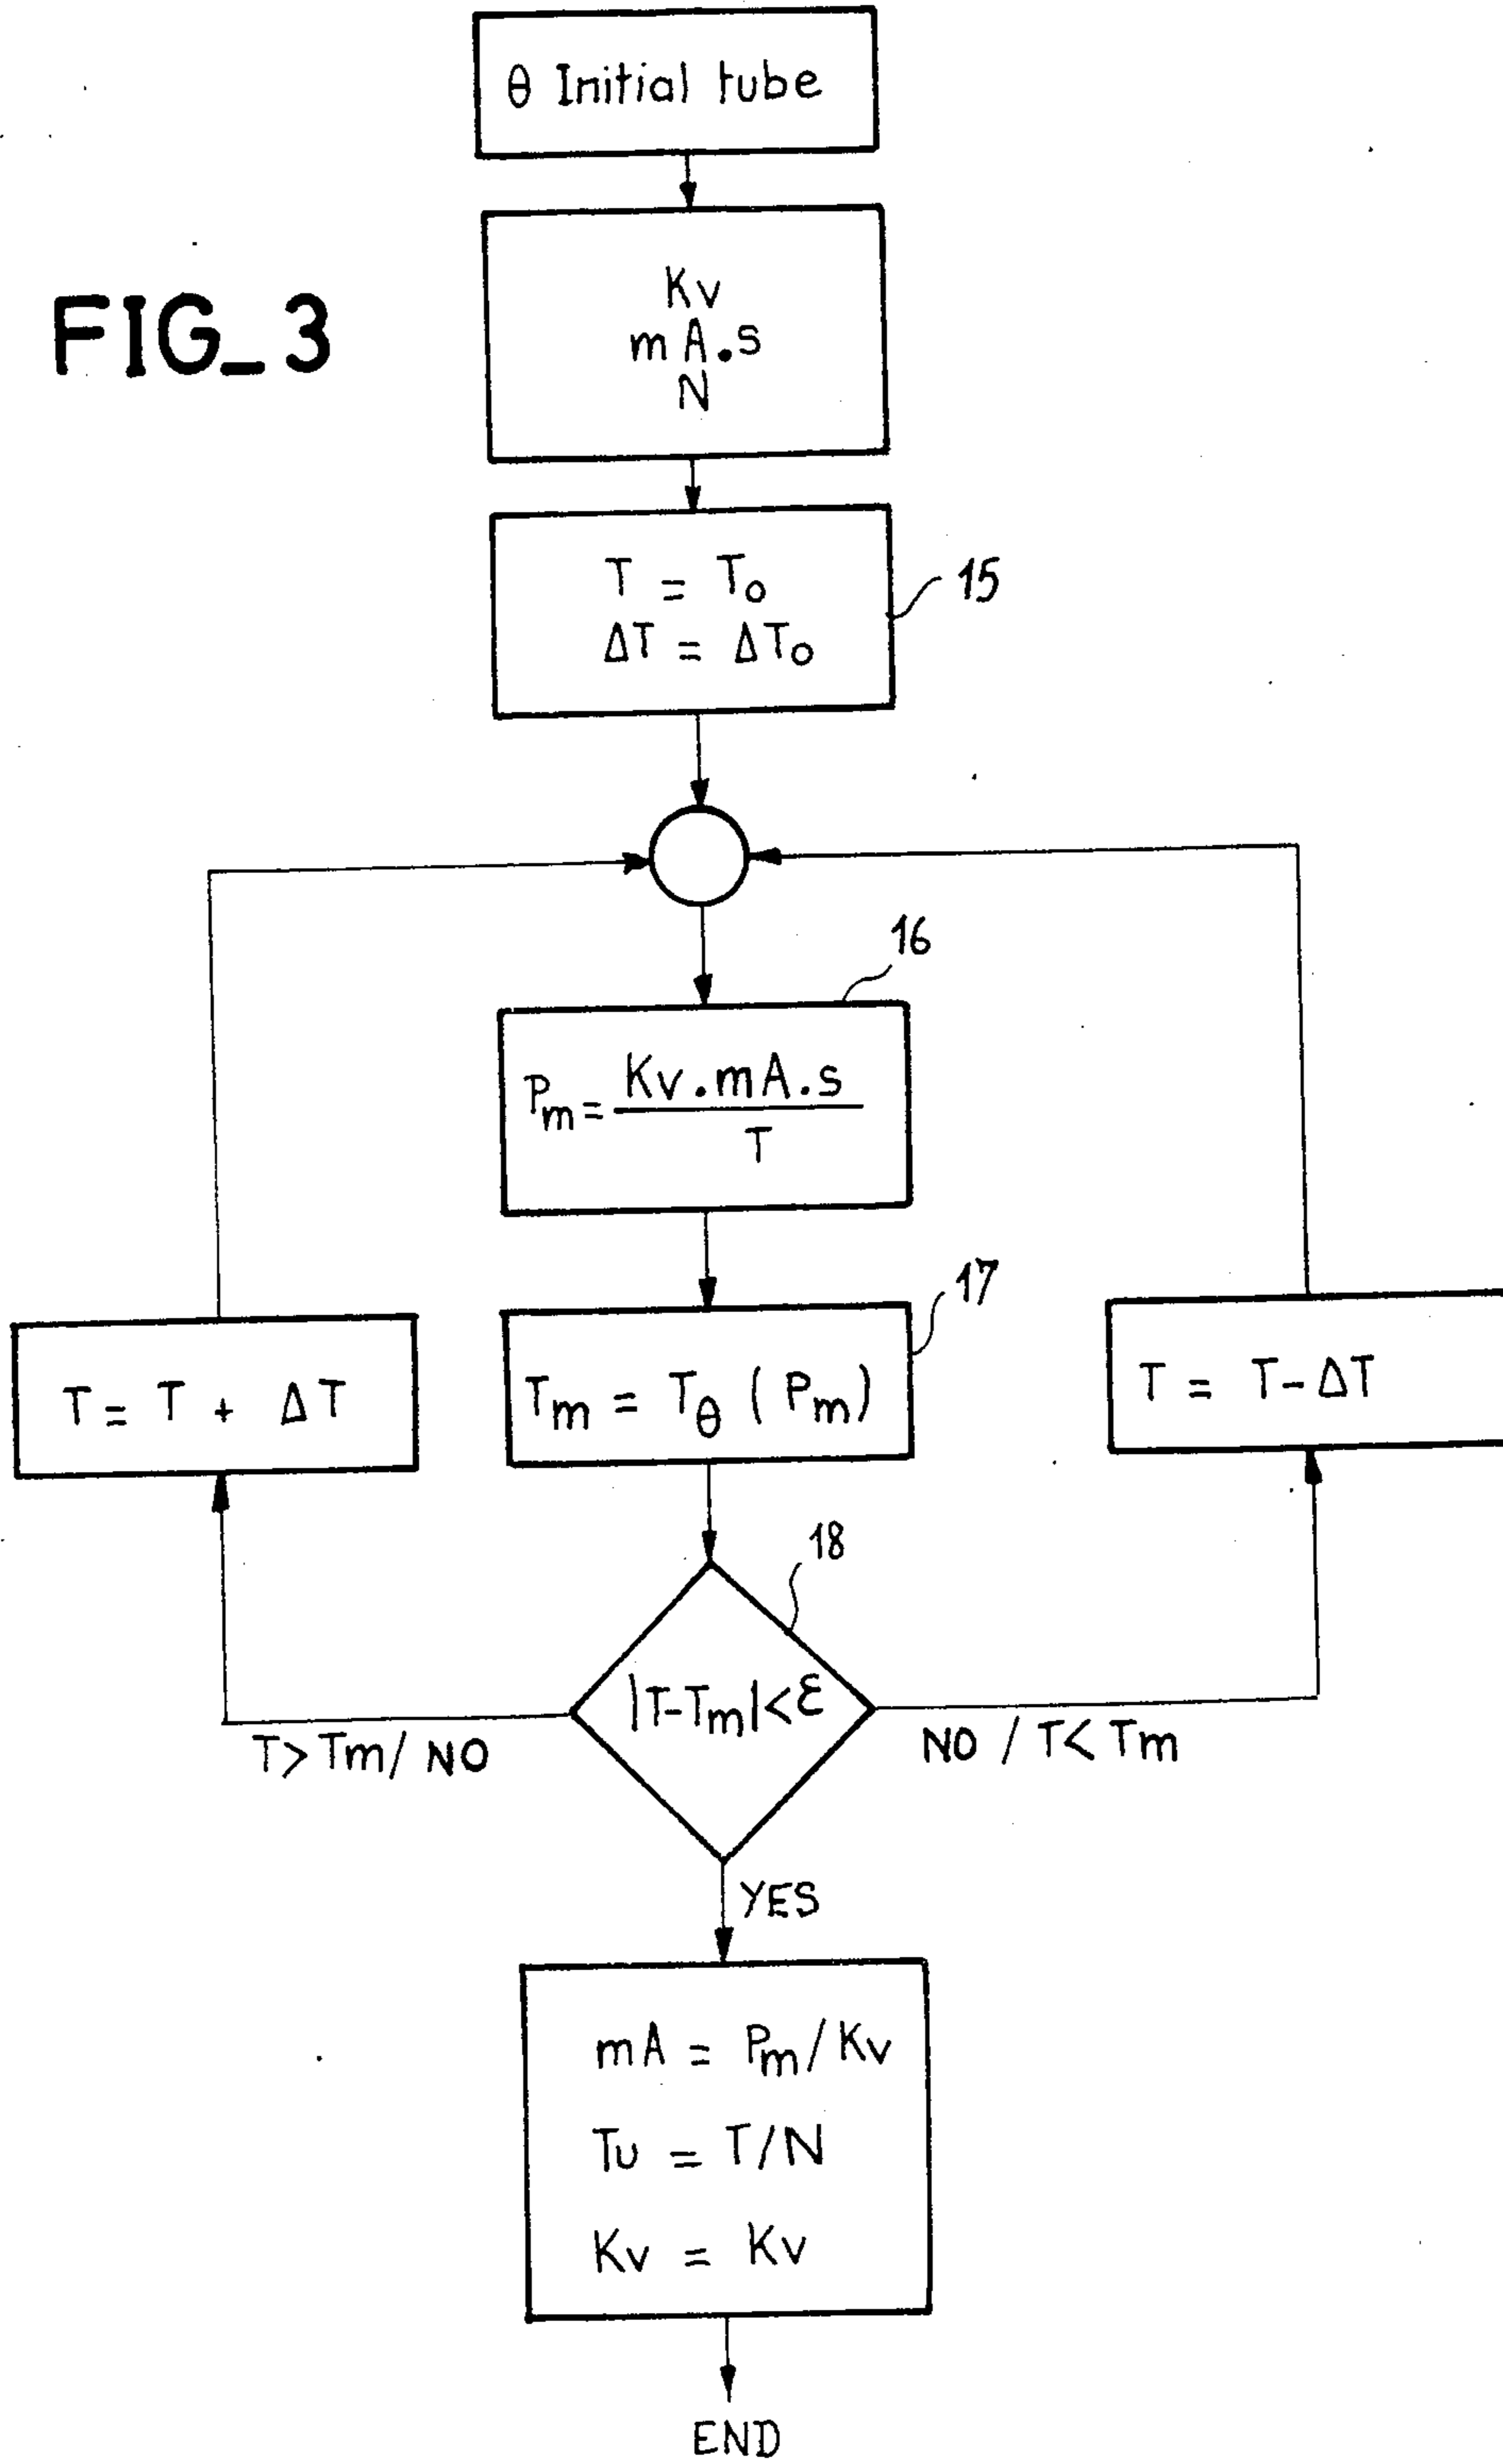 θ Initial tube
FIG_3
Kv
mA.s
N
T = To
ΔT = ΔTo
15
16
Pm = Kv.mA.s
T
17
T = T + ΔT
Tm = Tθ (Pm)
T = T-ΔT
18
|T-Tm|<ε
T>Tm/ NO
NO / T<Tm
YES
mA = Pm/Kv
Tu = T/N
Kv = Kv
END